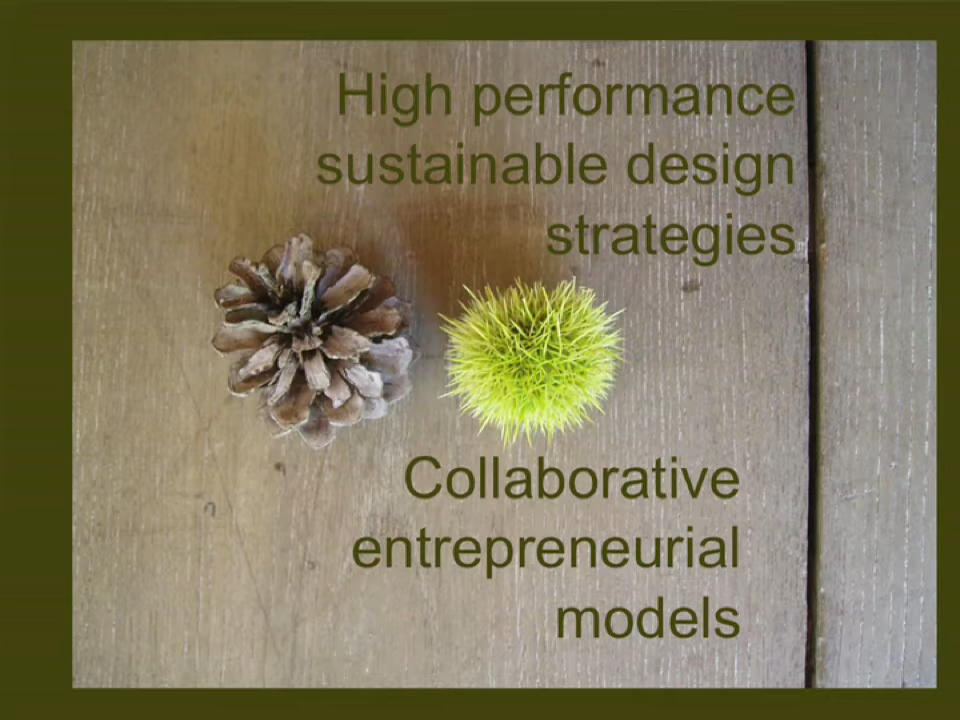 High performance
sustainable design
strategies
Collaborative
entrepreneurial
models